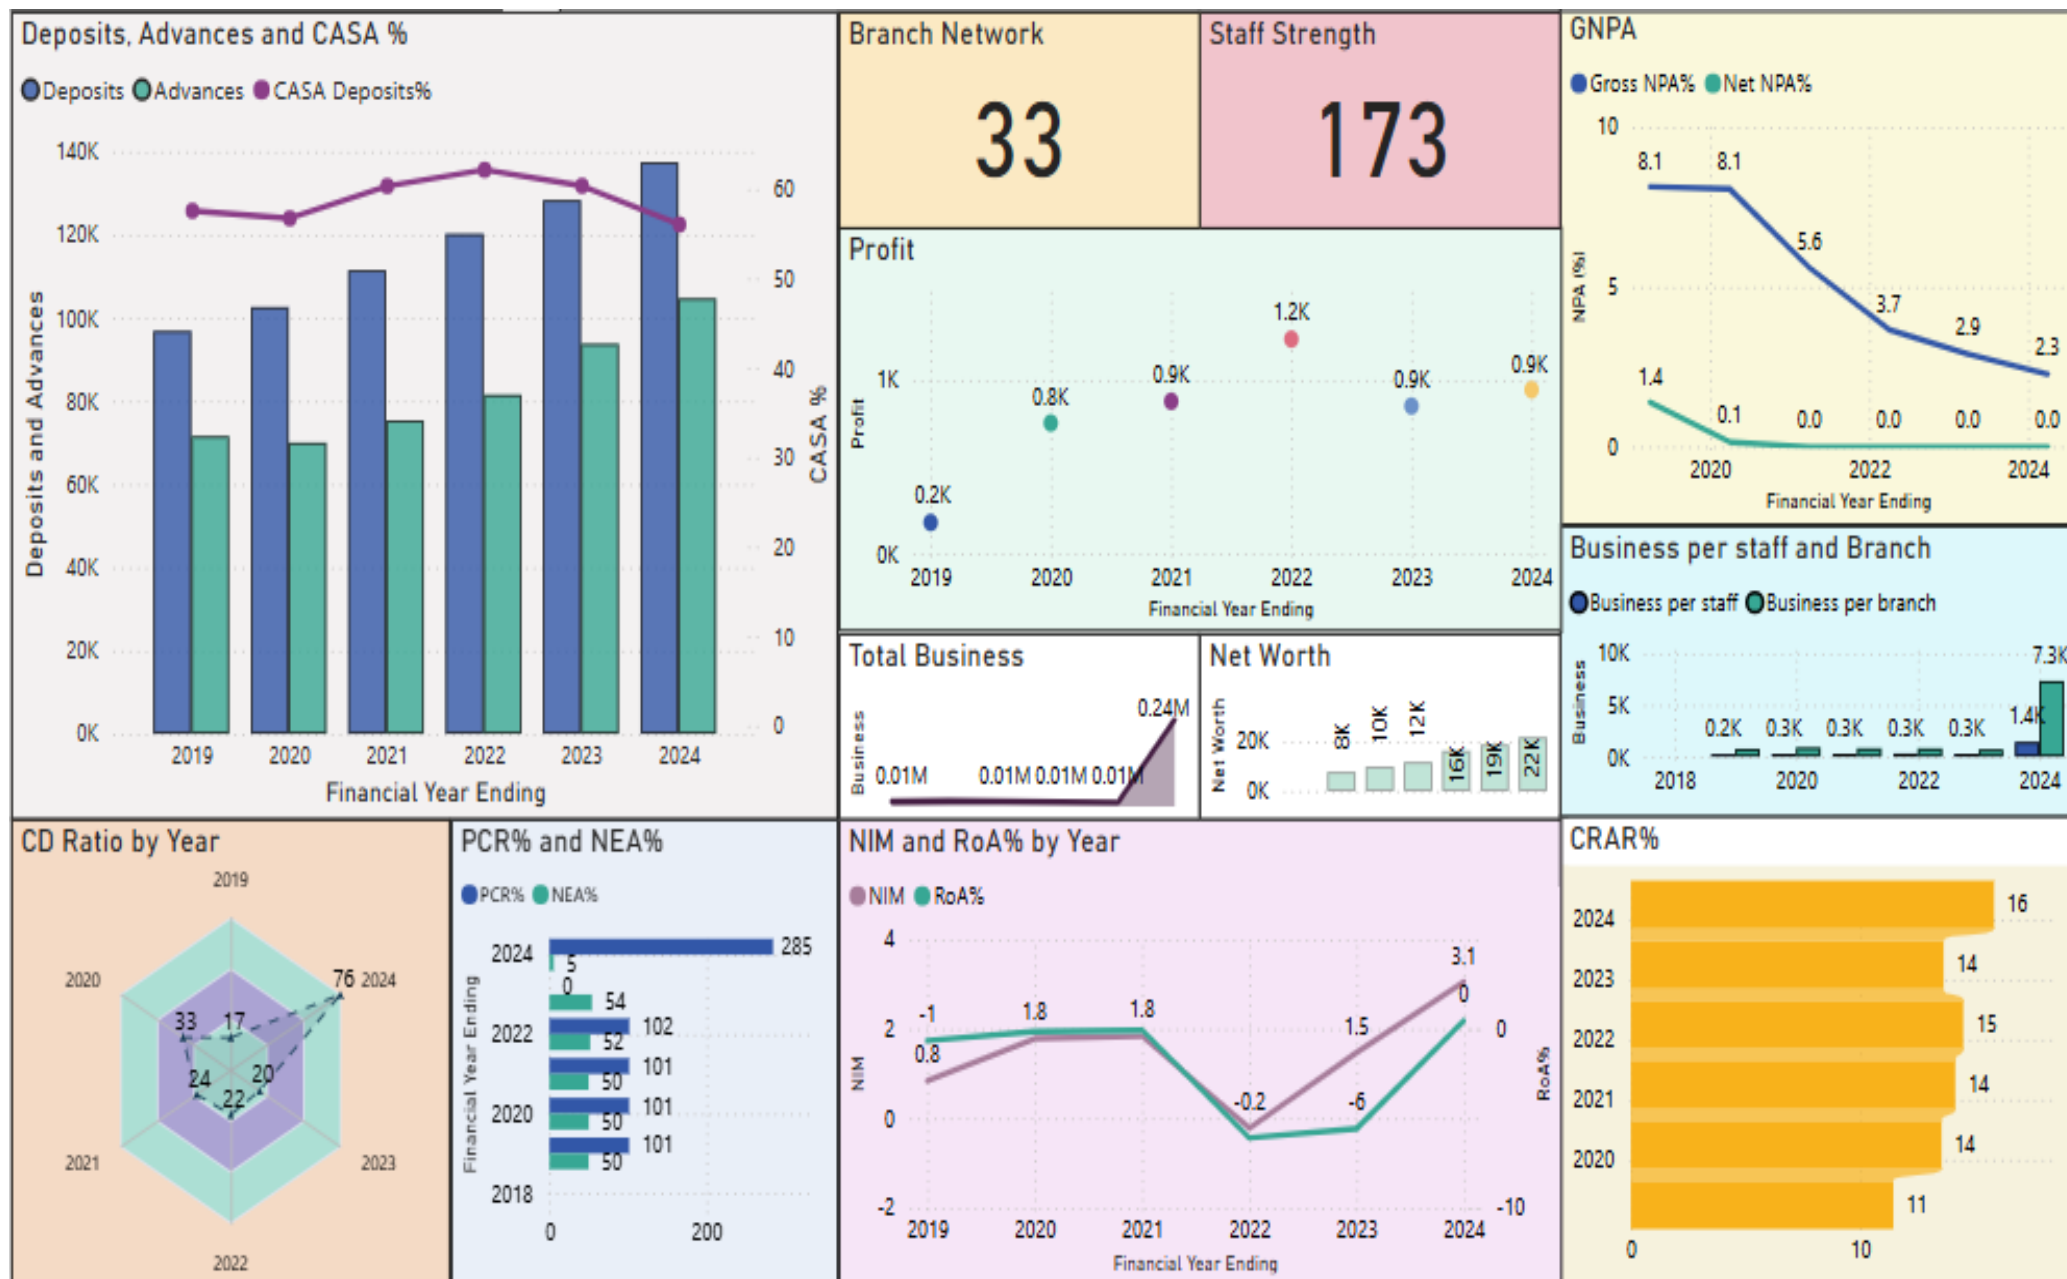 Deposits, Advances and CASA %
Deposits Advances CASA Deposits%
140K
120K
100K
80K
60K
40K
20K
0K
Deposits and Advances
60
50
40
30
20
10
0
CASA %
2019 2020 2021 2022 2023 2024
Financial Year Ending
Branch Network
33
Staff Strength
173
Profit
1K
0K
Profit
0.2K 0.8K 0.9K 1.2K 0.9K 0.9K
2019 2020 2021 2022 2023 2024
Financial Year Ending
GNPA
Gross NPA% Net NPA%
10
5
0
NPA (%)
8.1 8.1 5.6 3.7 2.9 2.3
1.4 0.1 0.0 0.0 0.0 0.0
2020 2022 2024
Financial Year Ending
Total Business
Business
0.01M 0.01M 0.01M 0.01M 0.24M
Net Worth
Net Worth
20K
0K
8K 10K 12K 16K 19K 22K
Business per staff and Branch
Business per staff Business per branch
10K
5K
0K
Business
0.2K 0.3K 0.3K 0.3K 0.3K 1.4K 7.3K
2018 2020 2022 2024
CD Ratio by Year
2019
2020
2024
2021
2023
2022
76
33 17
24 20
22
PCR% and NEA%
PCR% NEA%
Financial Year Ending
2024
2022
2020
2018
285
5
0
54
102
52
101
50
101
50
101
50
0 200
NIM and RoA% by Year
NIM RoA%
4
2
0
-2
NIM
-1 1.8 1.8 -0.2 1.5 3.1
0.8 -6 0
0
-10
RoA%
2019 2020 2021 2022 2023 2024
Financial Year Ending
CRAR%
2024 16
2023 14
2022 15
2021 14
2020 14
11
0 10